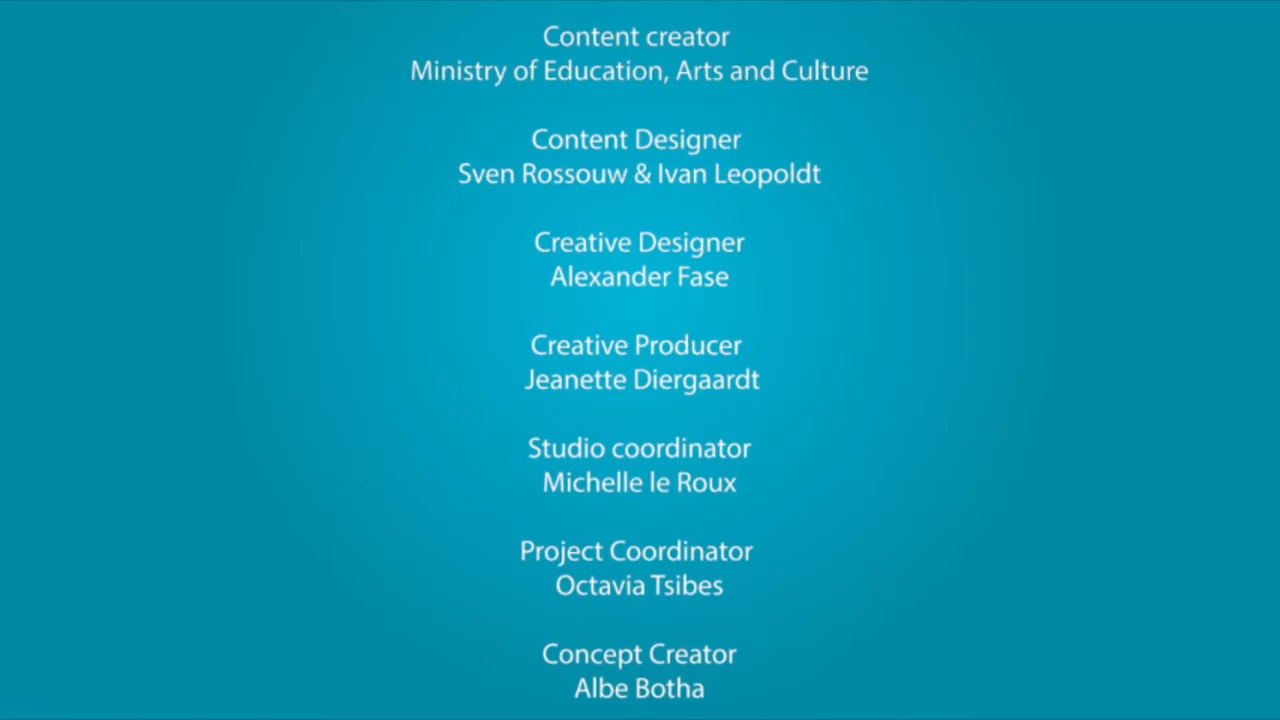 Content creator
Ministry of Education, Arts and Culture
Content Designer
Sven Rossouw & Ivan Leopoldt
Creative Designer
Alexander Fase
Creative Producer
Jeanette Diergaardt
Studio coordinator
Michelle le Roux
Project Coordinator
Octavia Tsibes
Concept Creator
Albe Botha